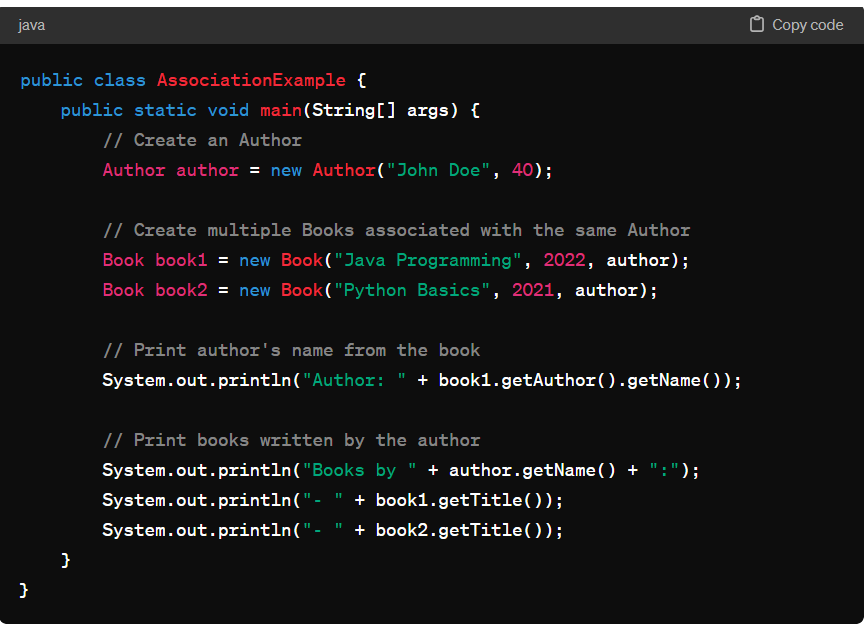 java
Copy code
public class AssociationExample {
    public static void main(String[] args) {
        // Create an Author
        Author author = new Author("John Doe", 40);

        // Create multiple Books associated with the same Author
        Book book1 = new Book("Java Programming", 2022, author);
        Book book2 = new Book("Python Basics", 2021, author);

        // Print author's name from the book
        System.out.println("Author: " + book1.getAuthor().getName());

        // Print books written by the author
        System.out.println("Books by " + author.getName() + ":");
        System.out.println("- " + book1.getTitle());
        System.out.println("- " + book2.getTitle());
    }
}